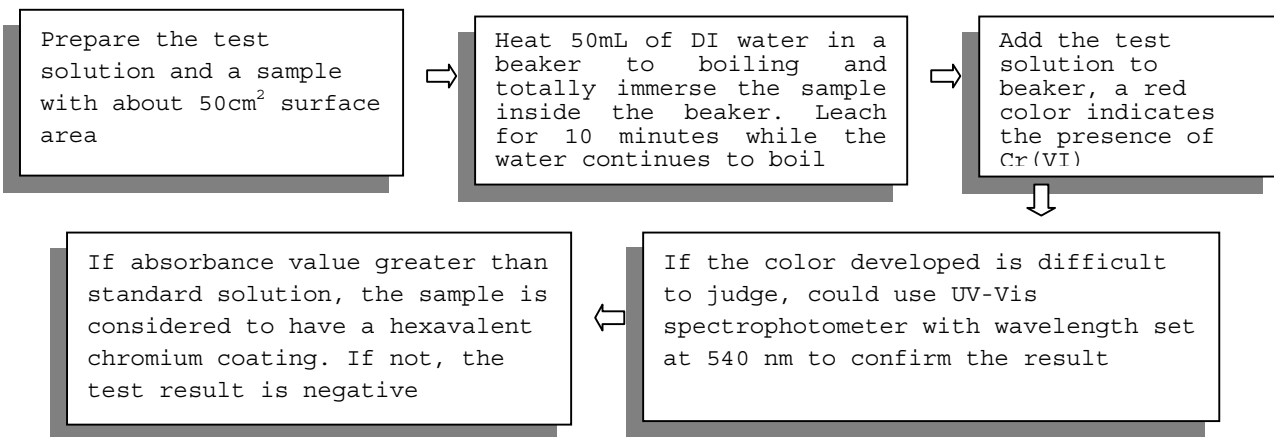 Prepare the test
solution and a sample
with about 50cm² surface
area
Heat 50mL of DI water in a
beaker to boiling and
totally immerse the sample
inside the beaker. Leach
for 10 minutes while the
water continues to boil
Add the test
solution to
beaker, a red
color indicates
the presence of
Cr(VI)
If the color developed is difficult
to judge, could use UV-Vis
spectrophotometer with wavelength set
at 540 nm to confirm the result
If absorbance value greater than
standard solution, the sample is
considered to have a hexavalent
chromium coating. If not, the
test result is negative